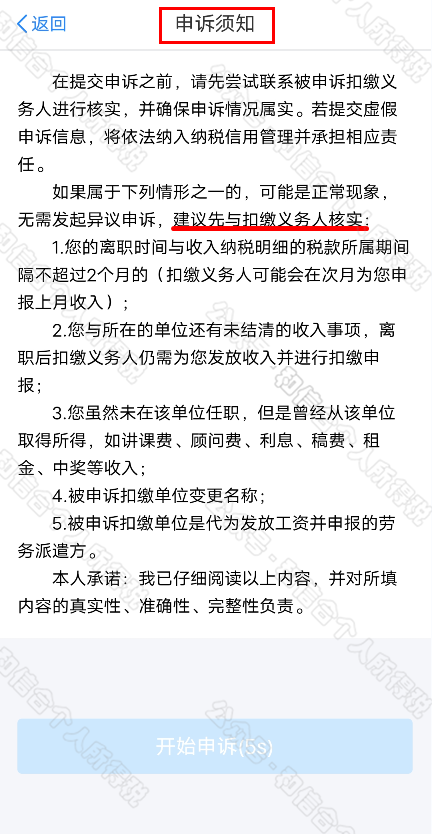 返回
申诉须知
在提交申诉之前，请先尝试联系被申诉扣缴义
务人进行核实，并确保申诉情况属实。若提交虚假
申诉信息，将依法纳入纳税信用管理并承担相应责
任。
如果属于下列情形之一的，可能是正常现象，
无需发起异议申诉，建议先与扣缴义务人核实：
1.您的离职时间与收入纳税明细的税款所属期间
隔不超过2个月的（扣缴义务人可能会在次月为您申
报上月收入）；
2.您与所在的单位还有未结清的收入事项，离
职后扣缴义务人仍需为您发放收入并进行扣缴申
报；
3.您虽然未在该单位任职，但是曾经从该单位
取得所得，如讲课费、顾问费、利息、稿费、租
金、中奖等收入；
4.被申诉扣缴单位变更名称；
5.被申诉扣缴单位是代为发放工资并申报的劳
务派遣方。
本人承诺：我已仔细阅读以上内容，并对所填
内容的真实性、准确性、完整性负责。
开始申诉(5s)
公众号·和信合个人所得税